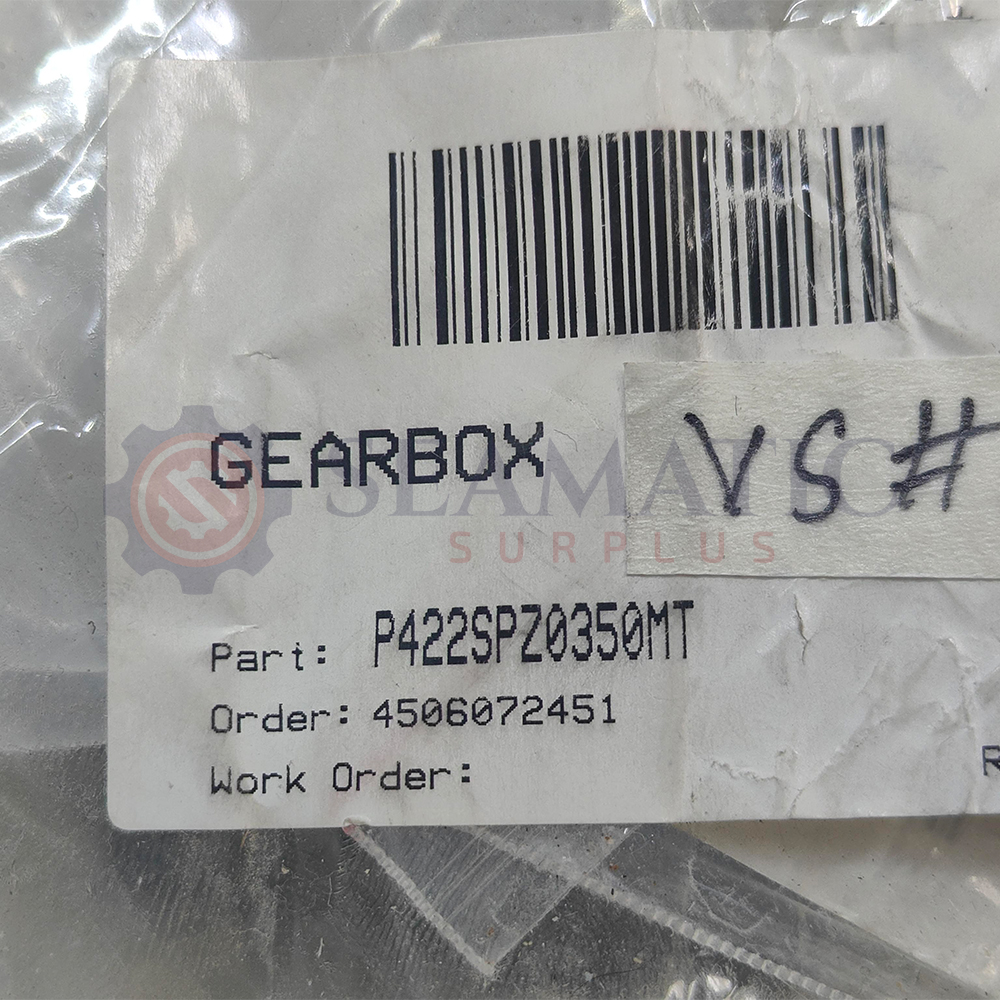 GEARBOX
VS#
SEAMATIC
SURPLUS
Part: P422SPZ0350MT
Order: 4506072451
Work Order:
R